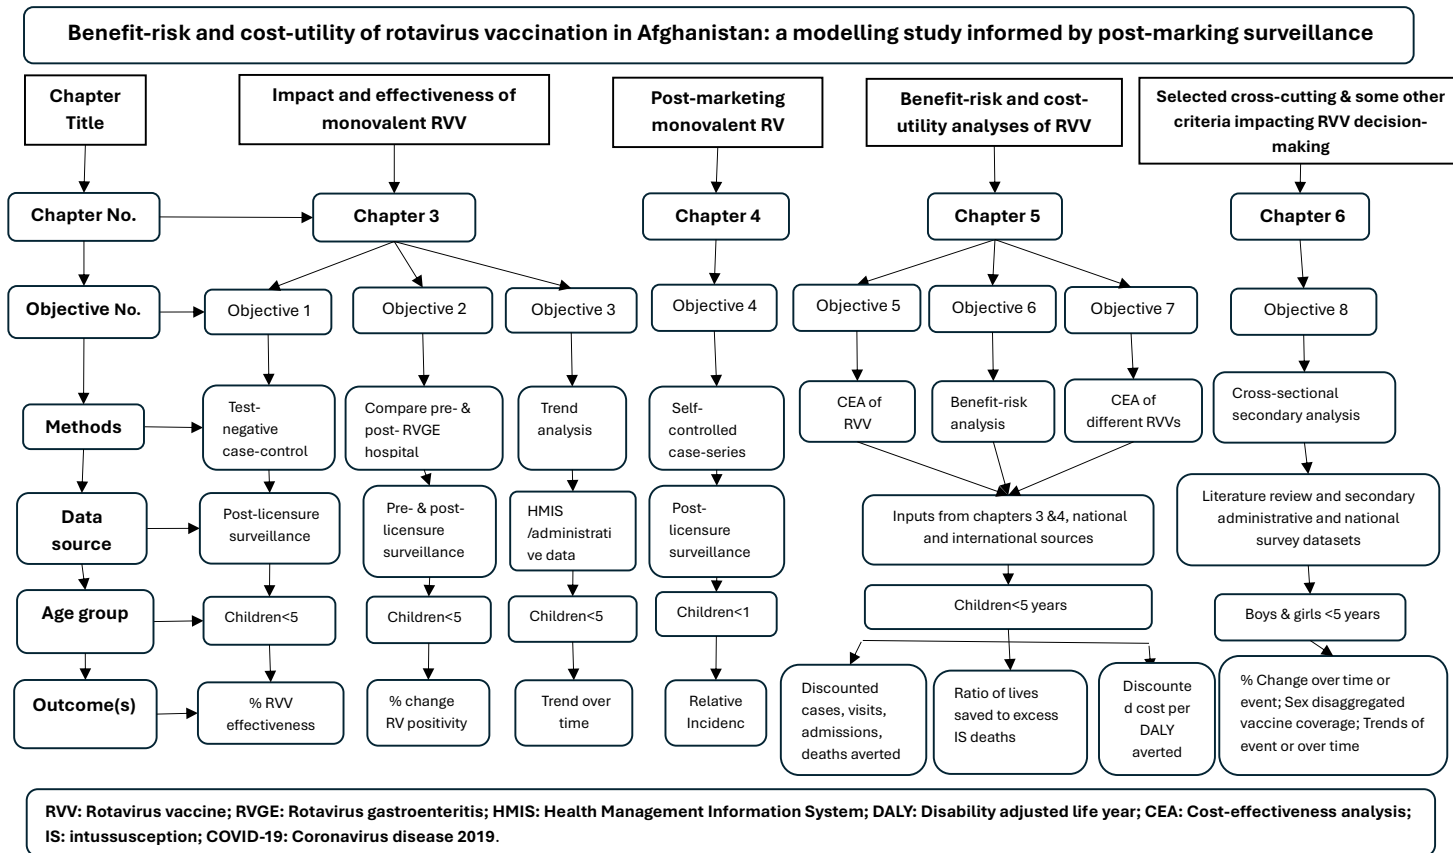 Benefit-risk and cost-utility of rotavirus vaccination in Afghanistan: a modelling study informed by post-marking surveillance
Chapter
Title
Impact and effectiveness of
monovalent RVV
Post-marketing
monovalent RV
Benefit-risk and cost-
utility analyses of RVV
Selected cross-cutting & some other
criteria impacting RVV decision-
making
Chapter No.
Chapter 3
Chapter 4
Chapter 5
Chapter 6
Objective No.
Objective 1
Objective 2
Objective 3
Objective 4
Objective 5
Objective 6
Objective 7
Objective 8
Methods
Test-
negative
case-control
Compare pre- &
post- RVGE
hospital
Trend
analysis
Self-
controlled
case-series
CEA of
RVV
Benefit-risk
analysis
CEA of
different RVVs
Cross-sectional
secondary analysis
Data
source
Post-licensure
surveillance
Pre- & post-
licensure
surveillance
HMIS
/administrati
ve data
Post-
licensure
surveillance
Inputs from chapters 3 &4, national
and international sources
Literature review and secondary
administrative and national
survey datasets
Age group
Children<5
Children<5
Children<5
Children<1
Children<5 years
Boys & girls <5 years
Outcome(s)
% RVV
effectiveness
% change
RV positivity
Trend over
time
Relative
Incidenc
Discounted
cases, visits,
admissions,
deaths averted
Ratio of lives
saved to excess
IS deaths
Discounte
d cost per
DALY
averted
% Change over time or
event; Sex disaggregated
vaccine coverage; Trends of
event or over time
RVV: Rotavirus vaccine; RVGE: Rotavirus gastroenteritis; HMIS: Health Management Information System; DALY: Disability adjusted life year; CEA: Cost-effectiveness analysis;
IS: intussusception; COVID-19: Coronavirus disease 2019.